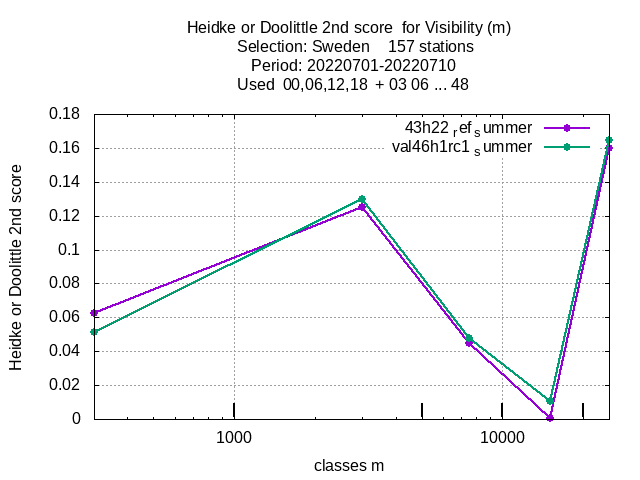 Heidke or Doolittle 2nd score  for Visibility (m)
Selection: Sweden    157 stations
Period: 20220701-20220710
Used  00,06,12,18  + 03 06 ... 48
43h22 ref summer
val46h1rc1 summer
Heidke or Doolittle 2nd score
0.18
0.16
0.14
0.12
0.1
0.08
0.06
0.04
0.02
0
1000
10000
classes m